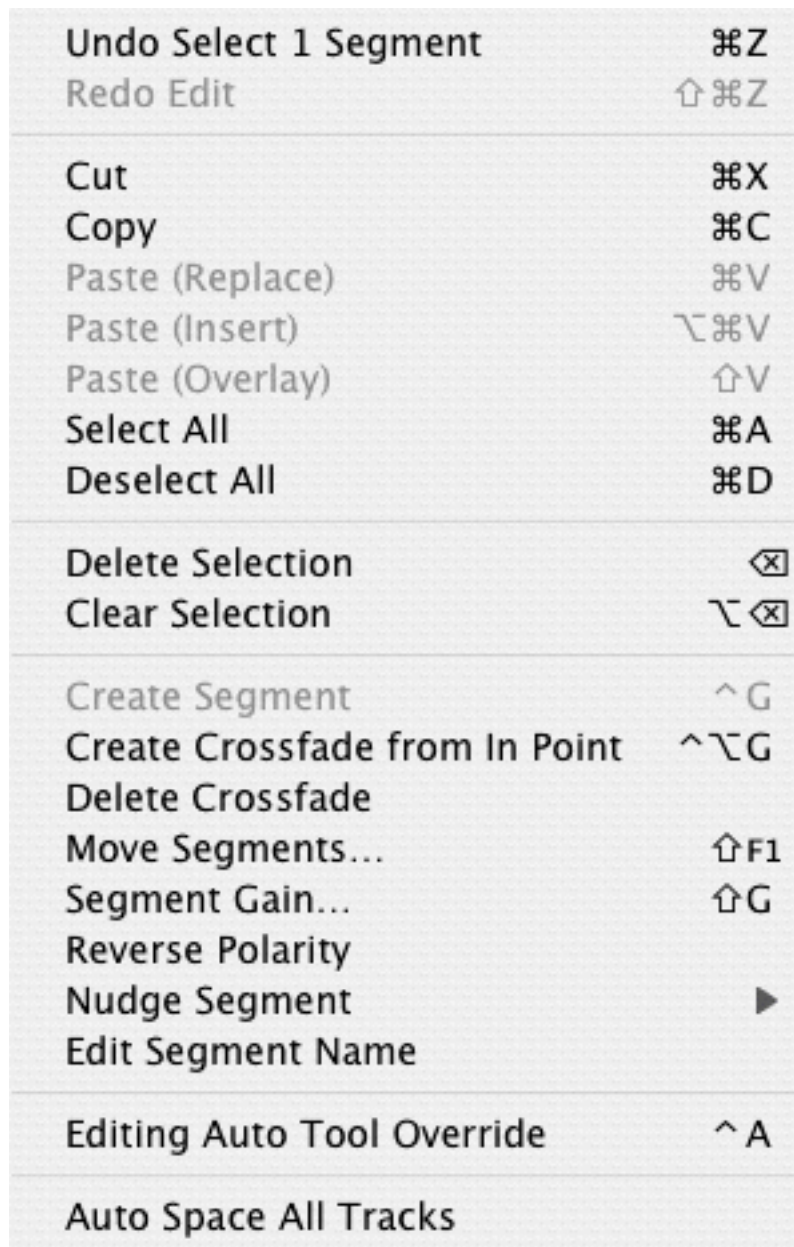 Undo Select 1 Segment ⌘Z
Redo Edit ⇧⌘Z
Cut ⌘X
Copy ⌘C
Paste (Replace) ⌘V
Paste (Insert) ⌥⌘V
Paste (Overlay) ⇧V
Select All ⌘A
Deselect All ⌘D
Delete Selection ⌫
Clear Selection ⌥⌫
Create Segment ^G
Create Crossfade from In Point ^⌥G
Delete Crossfade
Move Segments... ⇧F1
Segment Gain... ⇧G
Reverse Polarity
Nudge Segment ▶
Edit Segment Name
Editing Auto Tool Override ^A
Auto Space All Tracks